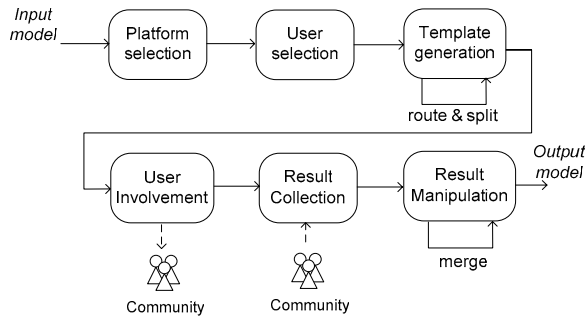 Input
model
Platform
selection
User
selection
Template
generation
route & split
User
Involvement
Result
Collection
Result
Manipulation
Output
model
merge
Community
Community